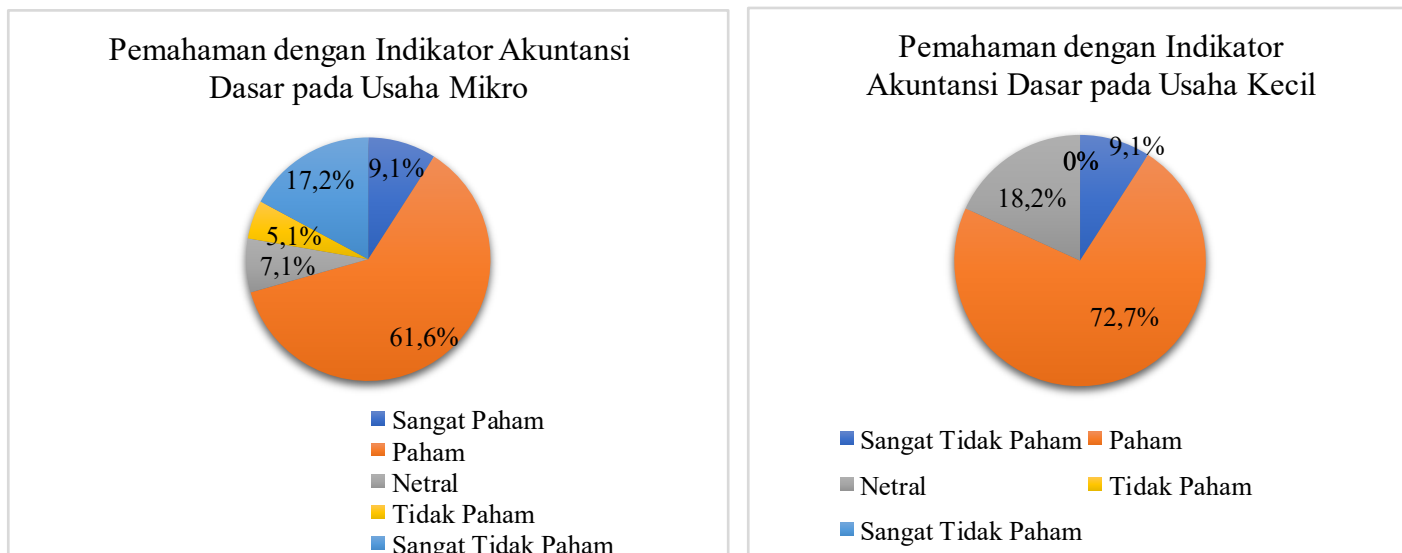 Pemahaman dengan Indikator Akuntansi
Dasar pada Usaha Mikro
9,1%
17,2%
5,1%
7,1%
61,6%
Sangat Paham
Paham
Netral
Tidak Paham
Sangat Tidak Paham
Pemahaman dengan Indikator
Akuntansi Dasar pada Usaha Kecil
0%
9,1%
18,2%
72,7%
Sangat Tidak Paham Paham
Netral Tidak Paham
Sangat Tidak Paham